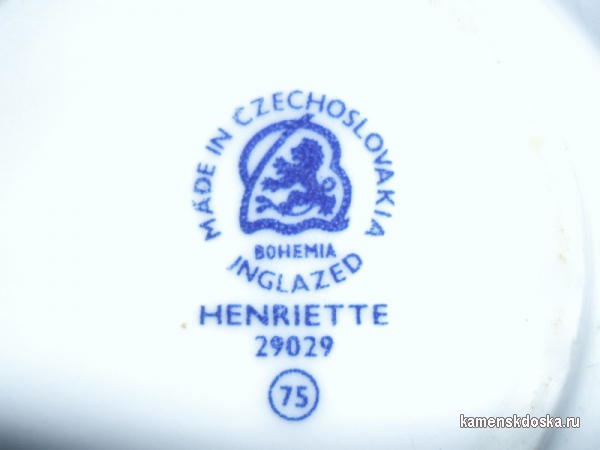 MADE IN CZECHOSLOVAKIA
BOHEMIA
INGLAZED
HENRIETTE
29029
75
kamenskdoska.ru